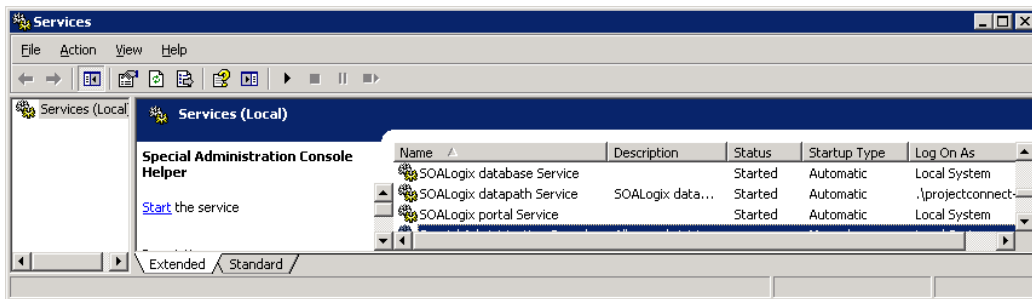 Services
File Action View Help
Services (Local
Services (Local)
Special Administration Console
Helper
Start the service
Name Description Status Startup Type Log On As
SOALogix database Service Started Automatic Local System
SOALogix datapath Service SOALogix data... Started Automatic .\projectconnect-
SOALogix portal Service Started Automatic Local System
Extended Standard